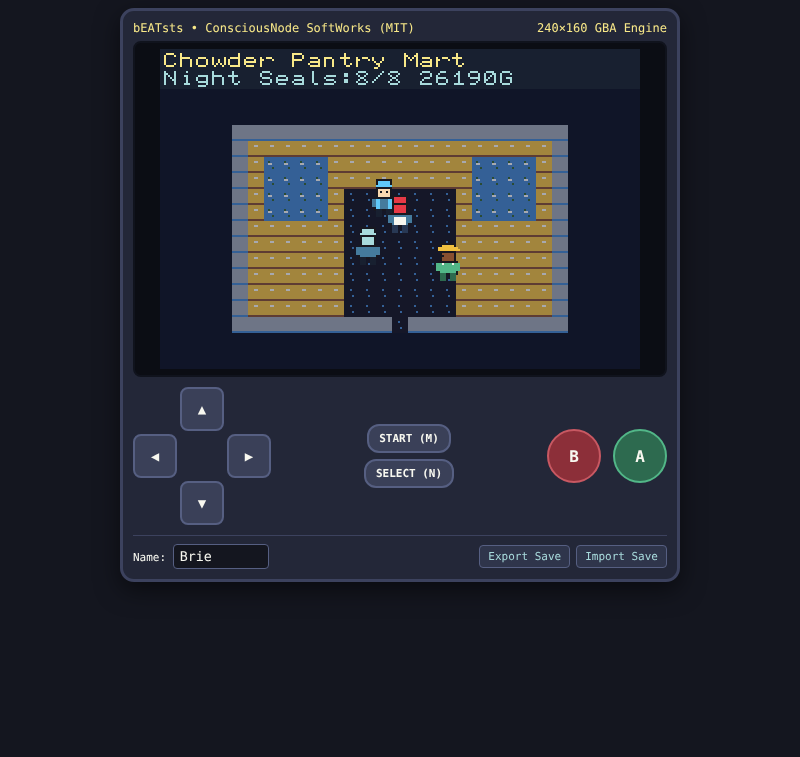 bEATsts • ConsciousNode SoftWorks (MIT)
240×160 GBA Engine
Chowder Pantry Mart
Night Seals:8/8 26190G
▲
◀
▶
▼
START (M)
SELECT (N)
B
A
Name: Brie
Export Save
Import Save